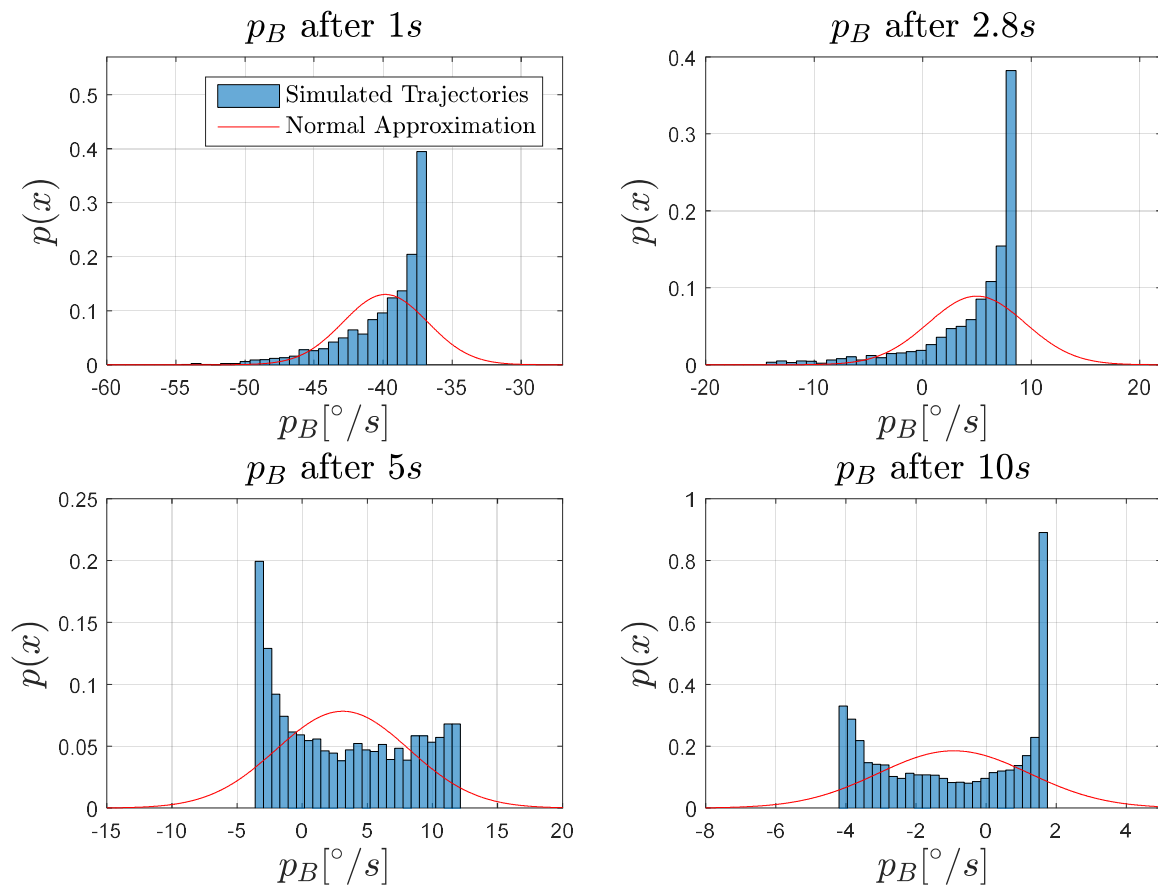 p_B after 1s
0.5
0.4
0.3
0.2
0.1
0
p(x)
Simulated Trajectories
Normal Approximation
-60 -55 -50 -45 -40 -35 -30
p_B[°/s]
p_B after 2.8s
0.4
0.3
0.2
0.1
0
p(x)
-20 -10 0 10 20
p_B[°/s]
p_B after 5s
0.25
0.2
0.15
0.1
0.05
0
p(x)
-15 -10 -5 0 5 10 15 20
p_B[°/s]
p_B after 10s
1
0.8
0.6
0.4
0.2
0
p(x)
-8 -6 -4 -2 0 2 4
p_B[°/s]